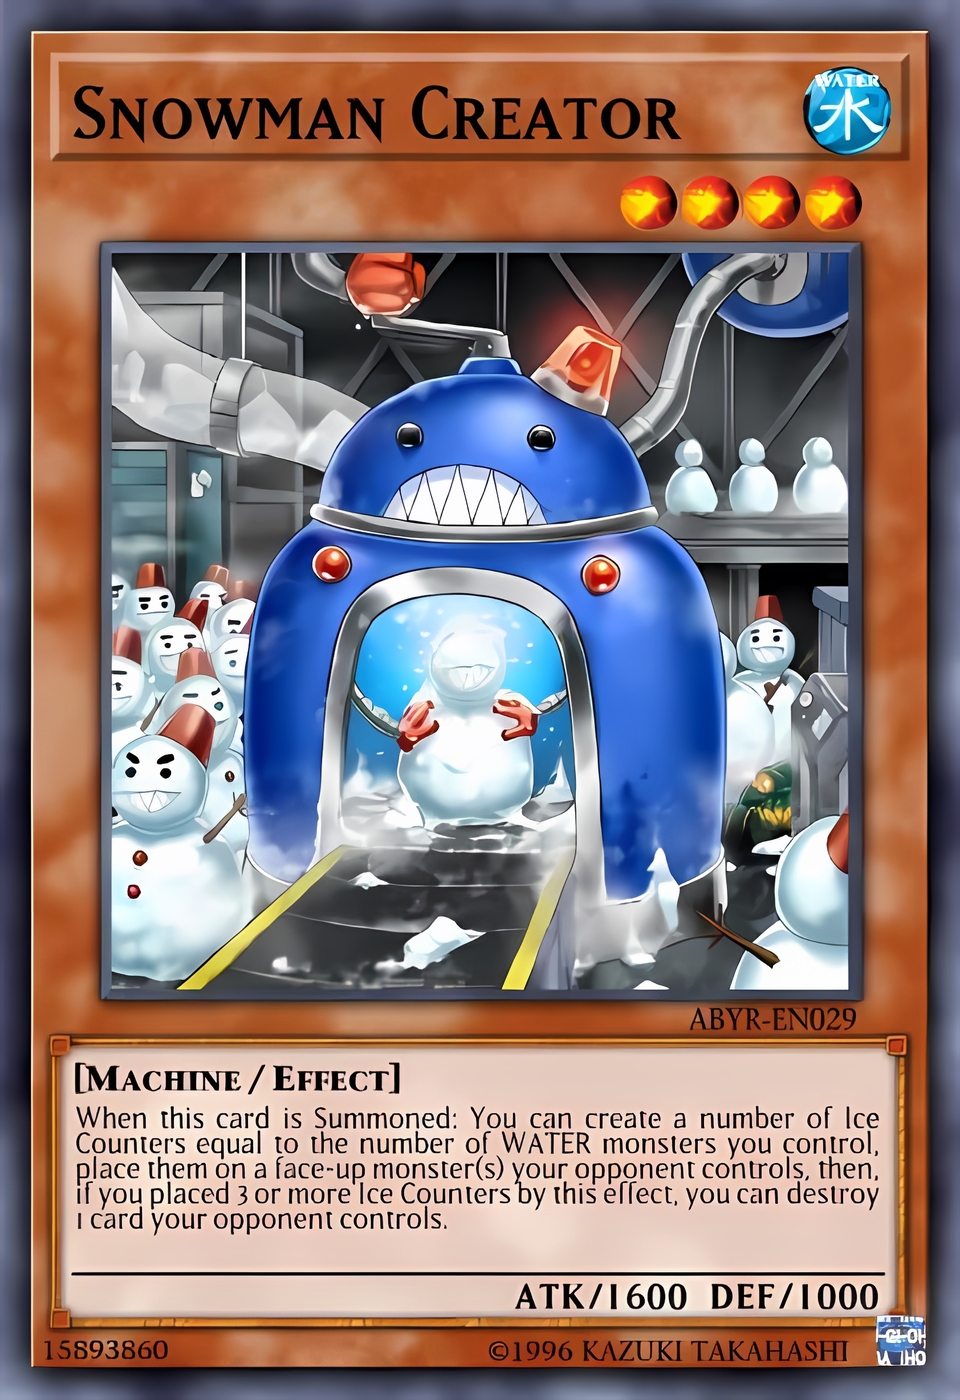 Snowman Creator
WATER
水
ABYR-EN029
[Machine / Effect]
When this card is Summoned: You can create a number of Ice
Counters equal to the number of WATER monsters you control,
place them on a face-up monster(s) your opponent controls, then,
if you placed 3 or more Ice Counters by this effect, you can destroy
1 card your opponent controls.
ATK/1600 DEF/1000
15893860
©1996 KAZUKI TAKAHASHI